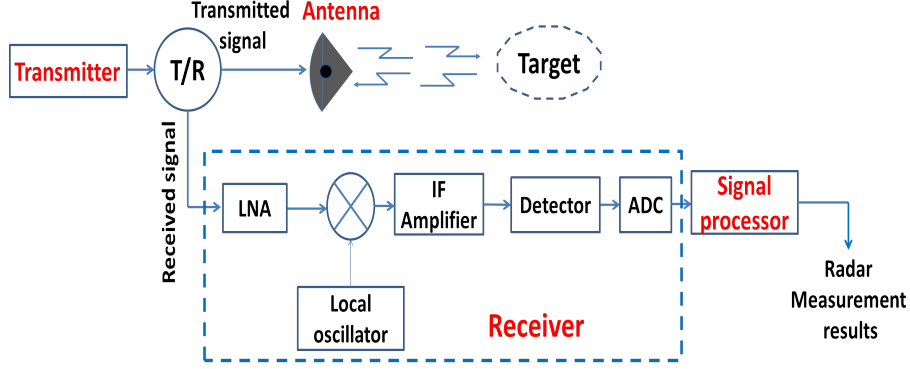 Transmitted
signal
Antenna
Transmitter
T/R
Target
Received signal
LNA
IF
Amplifier
Detector
ADC
Signal
processor
Local
oscillator
Receiver
Radar
Measurement
results